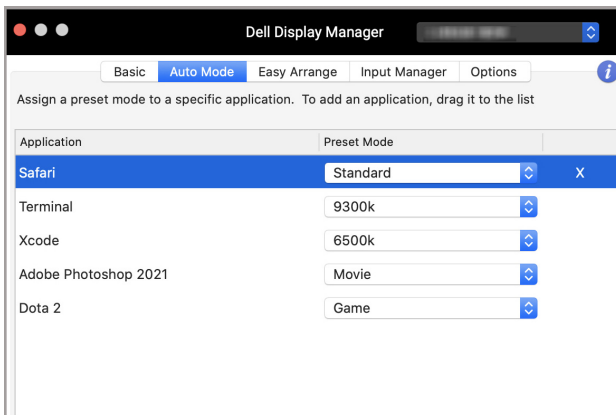 Dell Display Manager
Basic Auto Mode Easy Arrange Input Manager Options i
Assign a preset mode to a specific application. To add an application, drag it to the list
Application Preset Mode
Safari Standard X
Terminal 9300k
Xcode 6500k
Adobe Photoshop 2021 Movie
Dota 2 Game